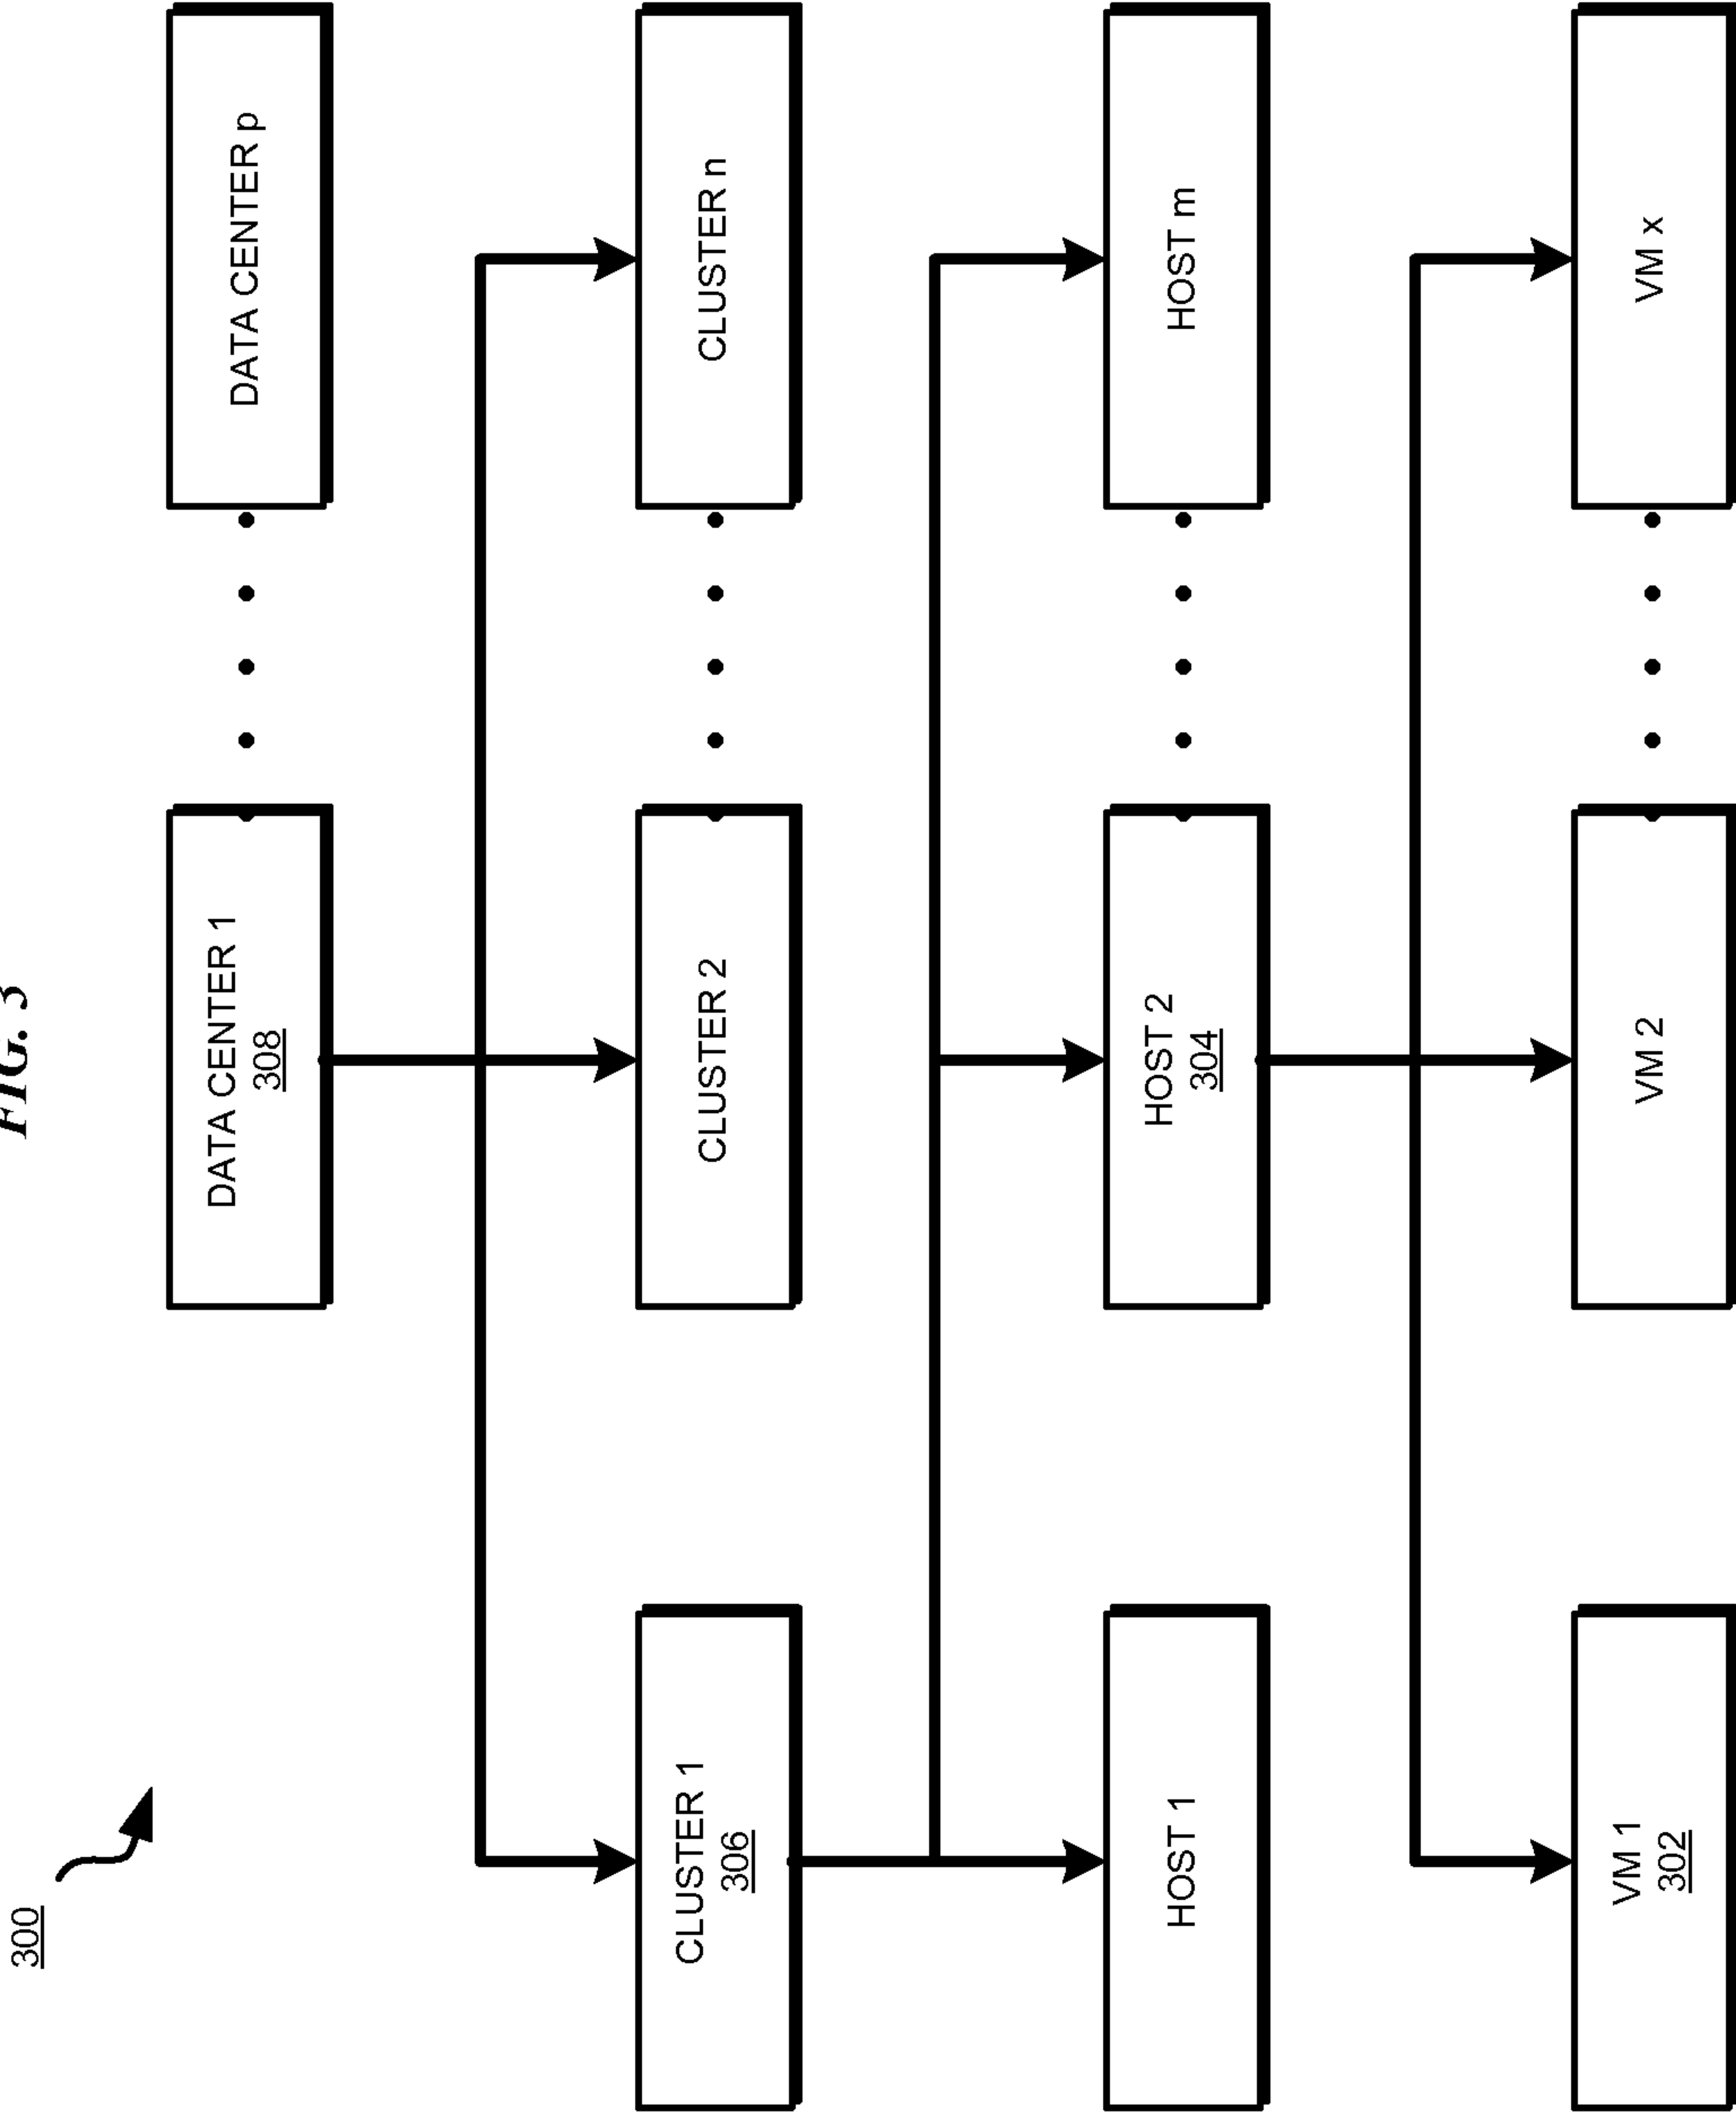 FIG. 3
300
DATA CENTER 1
308
DATA CENTER p
CLUSTER 1
306
CLUSTER 2
CLUSTER n
HOST 1
HOST 2
304
HOST m
VM 1
302
VM 2
VM x